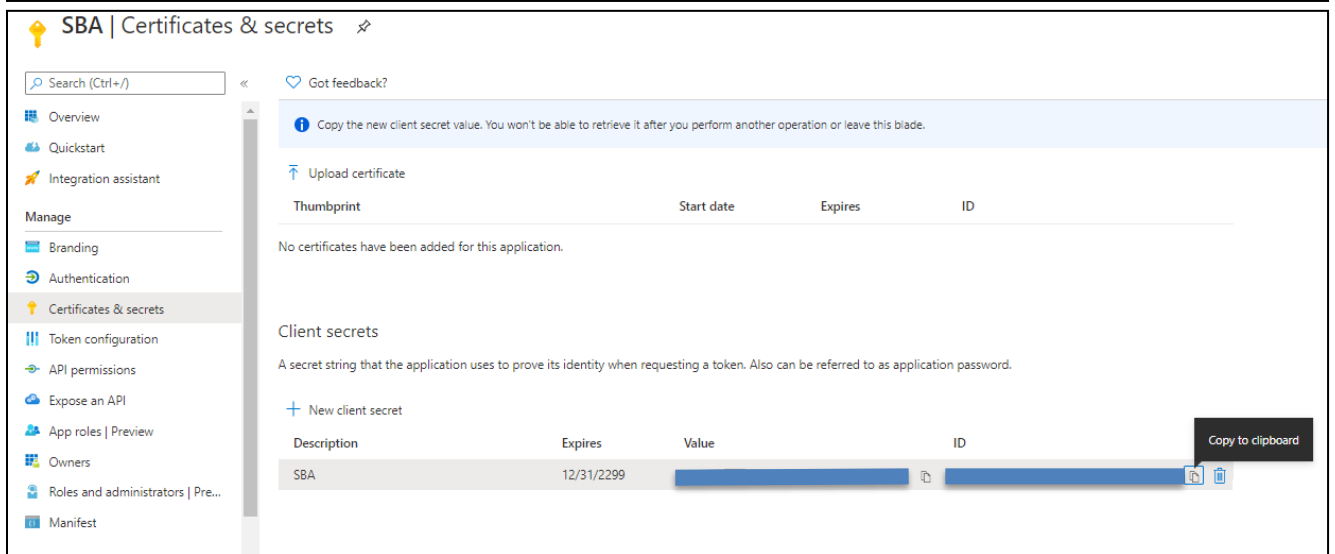 SBA | Certificates & secrets
Search (Ctrl+/)
«
Overview
Quickstart
Integration assistant
Manage
Branding
Authentication
Certificates & secrets
Token configuration
API permissions
Expose an API
App roles | Preview
Owners
Roles and administrators | Pre...
Manifest
Got feedback?
Copy the new client secret value. You won't be able to retrieve it after you perform another operation or leave this blade.
Upload certificate
Thumbprint Start date Expires ID
No certificates have been added for this application.
Client secrets
A secret string that the application uses to prove its identity when requesting a token. Also can be referred to as application password.
New client secret
Description Expires Value ID
Copy to clipboard
SBA 12/31/2299